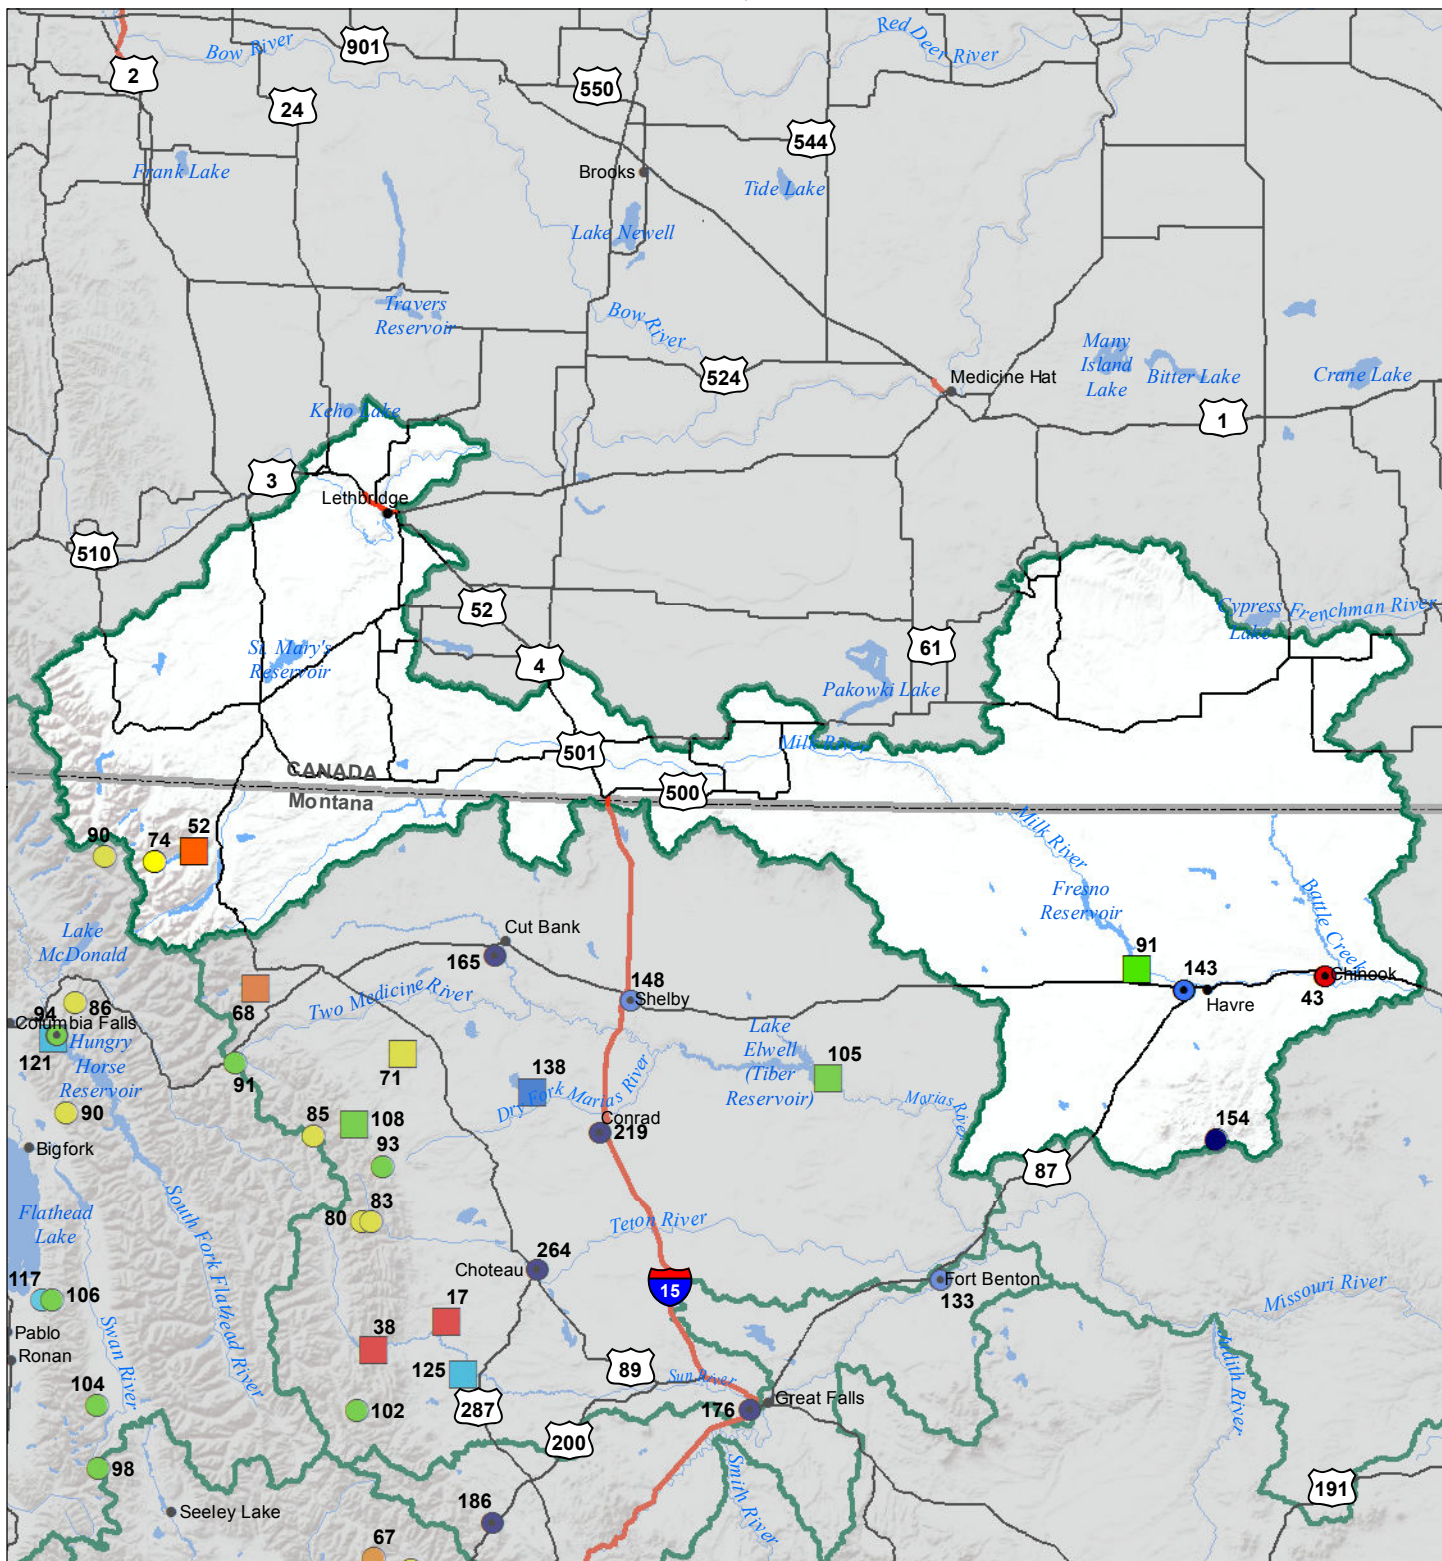 Bow River
901
Red Deer River
2
550
24
544
Frank Lake
Brooks
Tide Lake
Lake Newell
Travers
Reservoir
Bow River
Many
Island
Lake
Bitter Lake
Crane Lake
524
Medicine Hat
Keho Lake
1
3
Lethbridge
510
52
Cypress
Lake
Frenchman River
St. Mary's
Reservoir
4
61
Pakowki Lake
501
Milk River
CANADA
Montana
500
Milk River
90
74
52
Fresno
Reservoir
Battle Creek
Lake
McDonald
Cut Bank
165
91
148
Shelby
143
Havre
Chinook
43
68
Two Medicine River
94
86
Columbia Falls
121
Hungry
Horse
Reservoir
91
71
138
Dry Fork Marias River
Lake
Elwell
(Tiber
Reservoir)
105
Marias River
90
85
108
93
Conrad
219
154
Bigfork
87
South Fork Flathead River
80
83
Flathead
Lake
Teton River
264
Choteau
15
Fort Benton
133
Missouri River
117
106
17
Pablo
38
Ronan
Swan River
125
89
Sun River
Judith River
104
102
287
176
Great Falls
200
98
Smith River
191
Seeley Lake
186
67